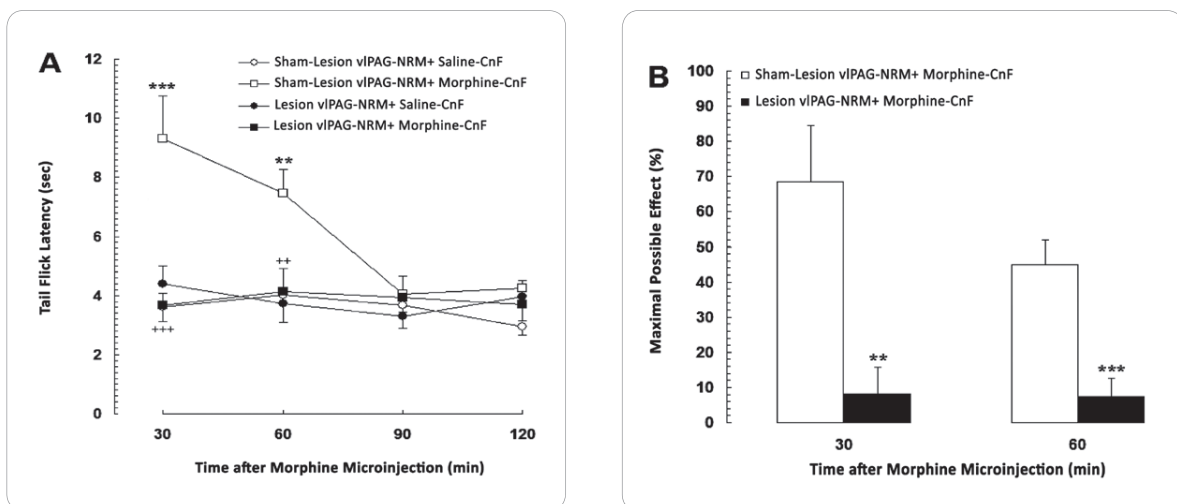 A
Sham-Lesion vlPAG-NRM+ Saline-CnF
Sham-Lesion vlPAG-NRM+ Morphine-CnF
Lesion vlPAG-NRM+ Saline-CnF
Lesion vlPAG-NRM+ Morphine-CnF
Tail Flick Latency (sec)
12
10
8
6
4
2
0
***
**
++
+++
30 60 90 120
Time after Morphine Microinjection (min)
B
Sham-Lesion vlPAG-NRM+ Morphine-CnF
Lesion vlPAG-NRM+ Morphine-CnF
Maximal Possible Effect (%)
100
90
80
70
60
50
40
30
20
10
0
**
***
30 60
Time after Morphine Microinjection (min)